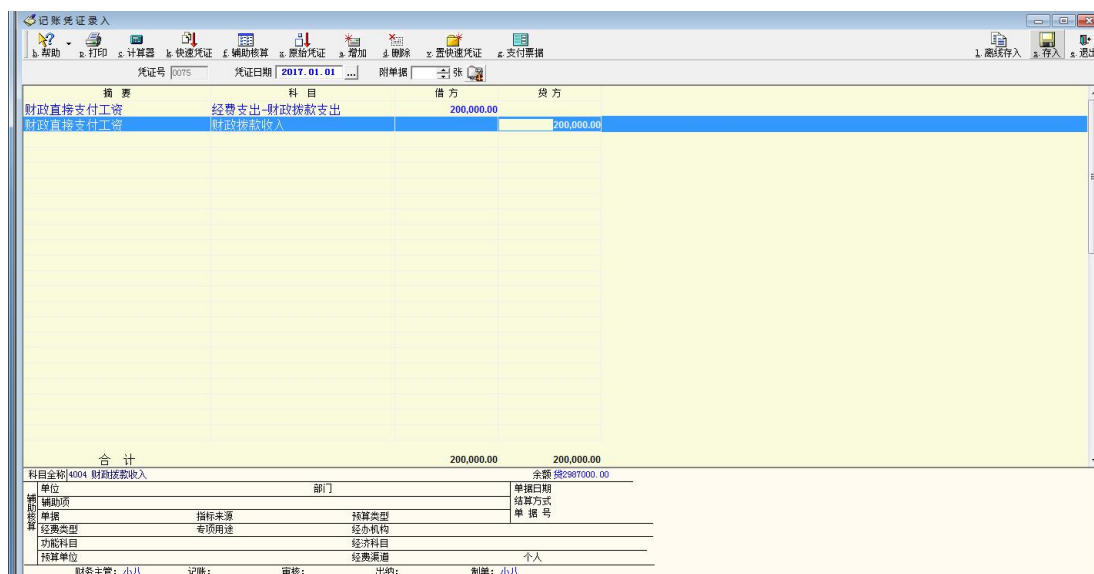 记账凭证录入
h.帮助 p.打印 c.计算器 k.快速凭证 f.辅助核算 x.原始凭证 a.增加 d.删除 y.置快速凭证 g.支付票据 l.离线存入 s.存入 s.退出
凭证号 0075 凭证日期 2017.01.01 ... 附单据 张
摘 要 科 目 借 方 贷 方
财政直接支付工资 经费支出-财政拨款支出 200,000.00
财政直接支付工资 财政拨款收入 200,000.00
合 计 200,000.00 200,000.00
科目全称 4004 财政拨款收入 余额 贷2987000.00
辅助核算
单位 部门 单据日期
辅助项 结算方式
单据 指标来源 预算类型 单 据 号
经费类型 专项用途 经办机构
功能科目 经济科目
预算单位 经费渠道 个人
财务主管: 小八 记账: 审核: 出纳: 制单: 小八